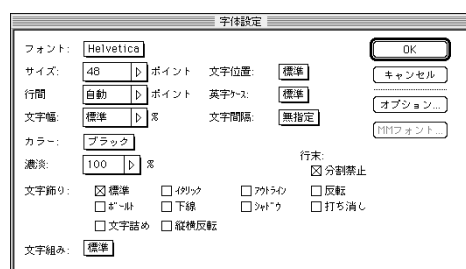 字体設定
フォント: Helvetica
OK
サイズ: 48 ポイント 文字位置: 標準
キャンセル
行間 自動 ポイント 英字ケース: 標準
オプション...
文字幅: 標準 % 文字間隔: 無指定
MMフォント...
カラー: ブラック
濃淡: 100 %
行末:
分割禁止
文字飾り: 標準 イタリック アウトライン 反転
ボールド 下線 シャドウ 打ち消し
文字詰め 縦横反転
文字組み: 標準